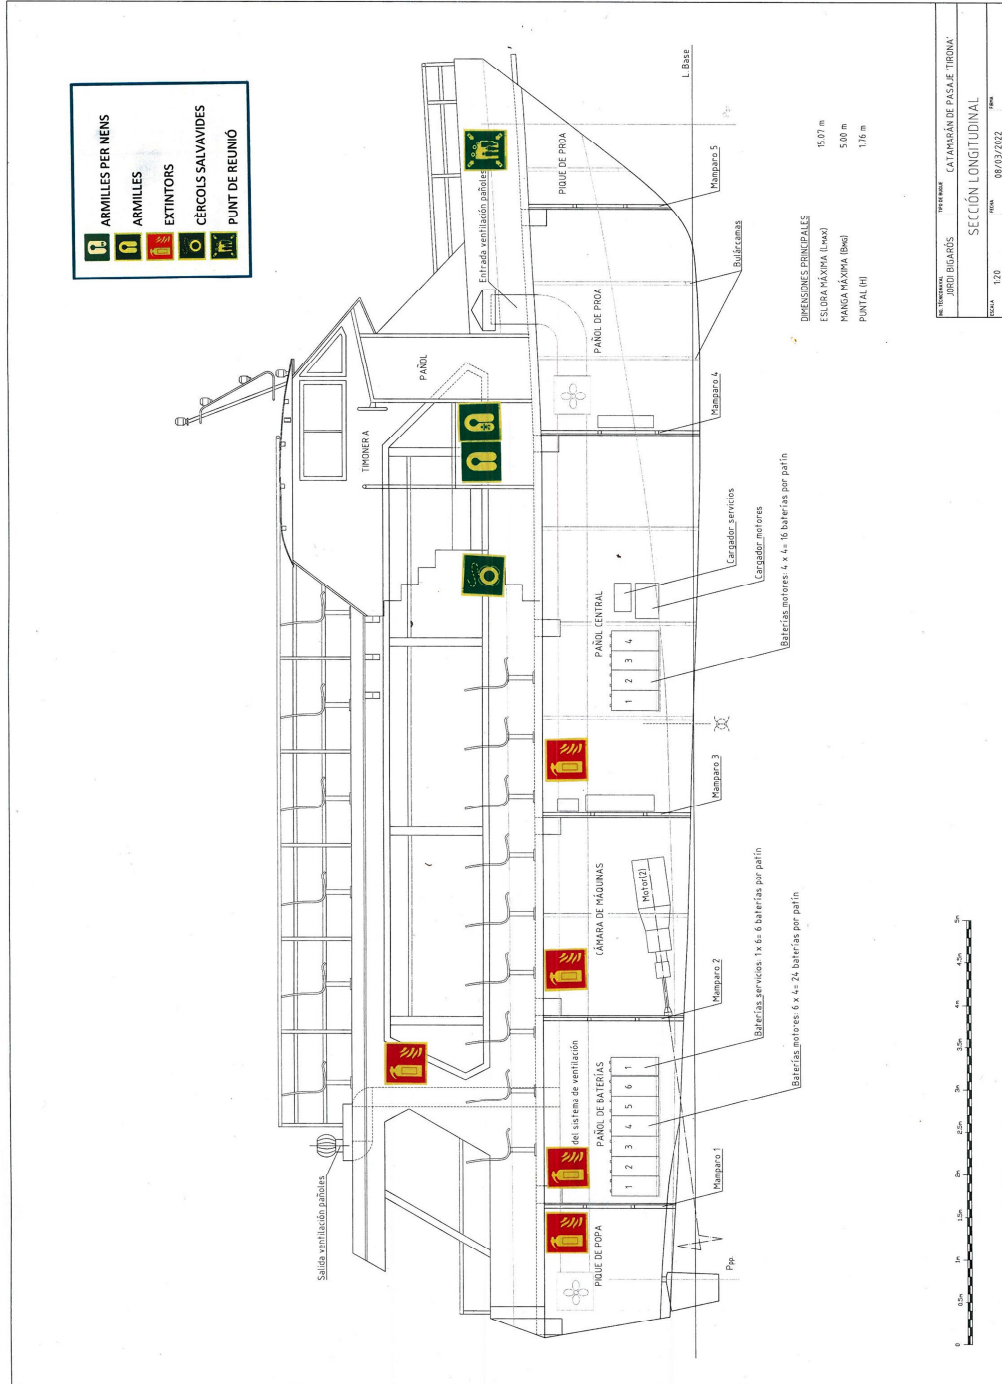 ARMILLES PER NENS
ARMILLES
EXTINTORS
CÈRCOLS SALVAVIDES
PUNT DE REUNIÓ
Salida ventilación pañoles
TIMONERA
PAÑOL
Entrada ventilación pañoles
del sistema de ventilación
PIQUE DE POPA
PAÑOL DE BATERÍAS
CÁMARA DE MÁQUINAS
PAÑOL CENTRAL
PAÑOL DE PROA
PIQUE DE PROA
1 2 3 4 5 6 1
Motor(2)
1 2 3 4
Ppp
Mamparo 1
Mamparo 2
Mamparo 3
Mamparo 4
Mamparo 5
L. Base
Bulárcamas
Cargador servicios
Cargador motores
Baterías motores: 4 x 4= 16 baterías por patín
Baterías servicios: 1 x 6= 6 baterías por patín
Baterías motores: 6 x 4= 24 baterías por patín
DIMENSIONES PRINCIPALES
ESLORA MÁXIMA (LMAX) 15.07 m
MANGA MÁXIMA (BMB) 5.00 m
PUNTAL (H) 1.76 m
0 0.5m 1m 1.5m 2m 2.5m 3m 3.5m 4m 4.5m 5m
TIPO DE BUQUE
JORDI BIGARÓS CATAMARÁN DE PASAJE 'TIRONA'
SECCIÓN LONGITUDINAL
ESCALA FECHA FIRMA
1:20 08/03/2022